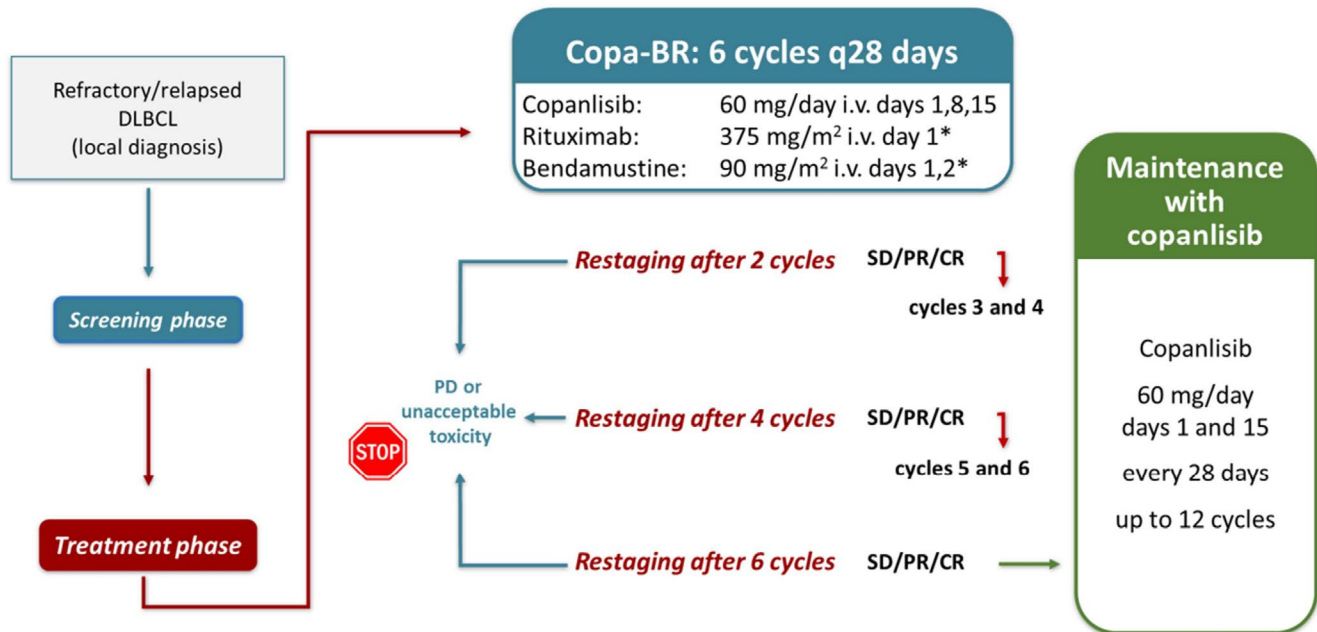 Refractory/relapsed
DLBCL
(local diagnosis)
Screening phase
Treatment phase
Copa-BR: 6 cycles q28 days
Copanlisib: 60 mg/day i.v. days 1,8,15
Rituximab: 375 mg/m² i.v. day 1*
Bendamustine: 90 mg/m² i.v. days 1,2*
Restaging after 2 cycles SD/PR/CR
cycles 3 and 4
PD or
unacceptable
toxicity
STOP
Restaging after 4 cycles SD/PR/CR
cycles 5 and 6
Restaging after 6 cycles SD/PR/CR
Maintenance
with
copanlisib
Copanlisib
60 mg/day
days 1 and 15
every 28 days
up to 12 cycles